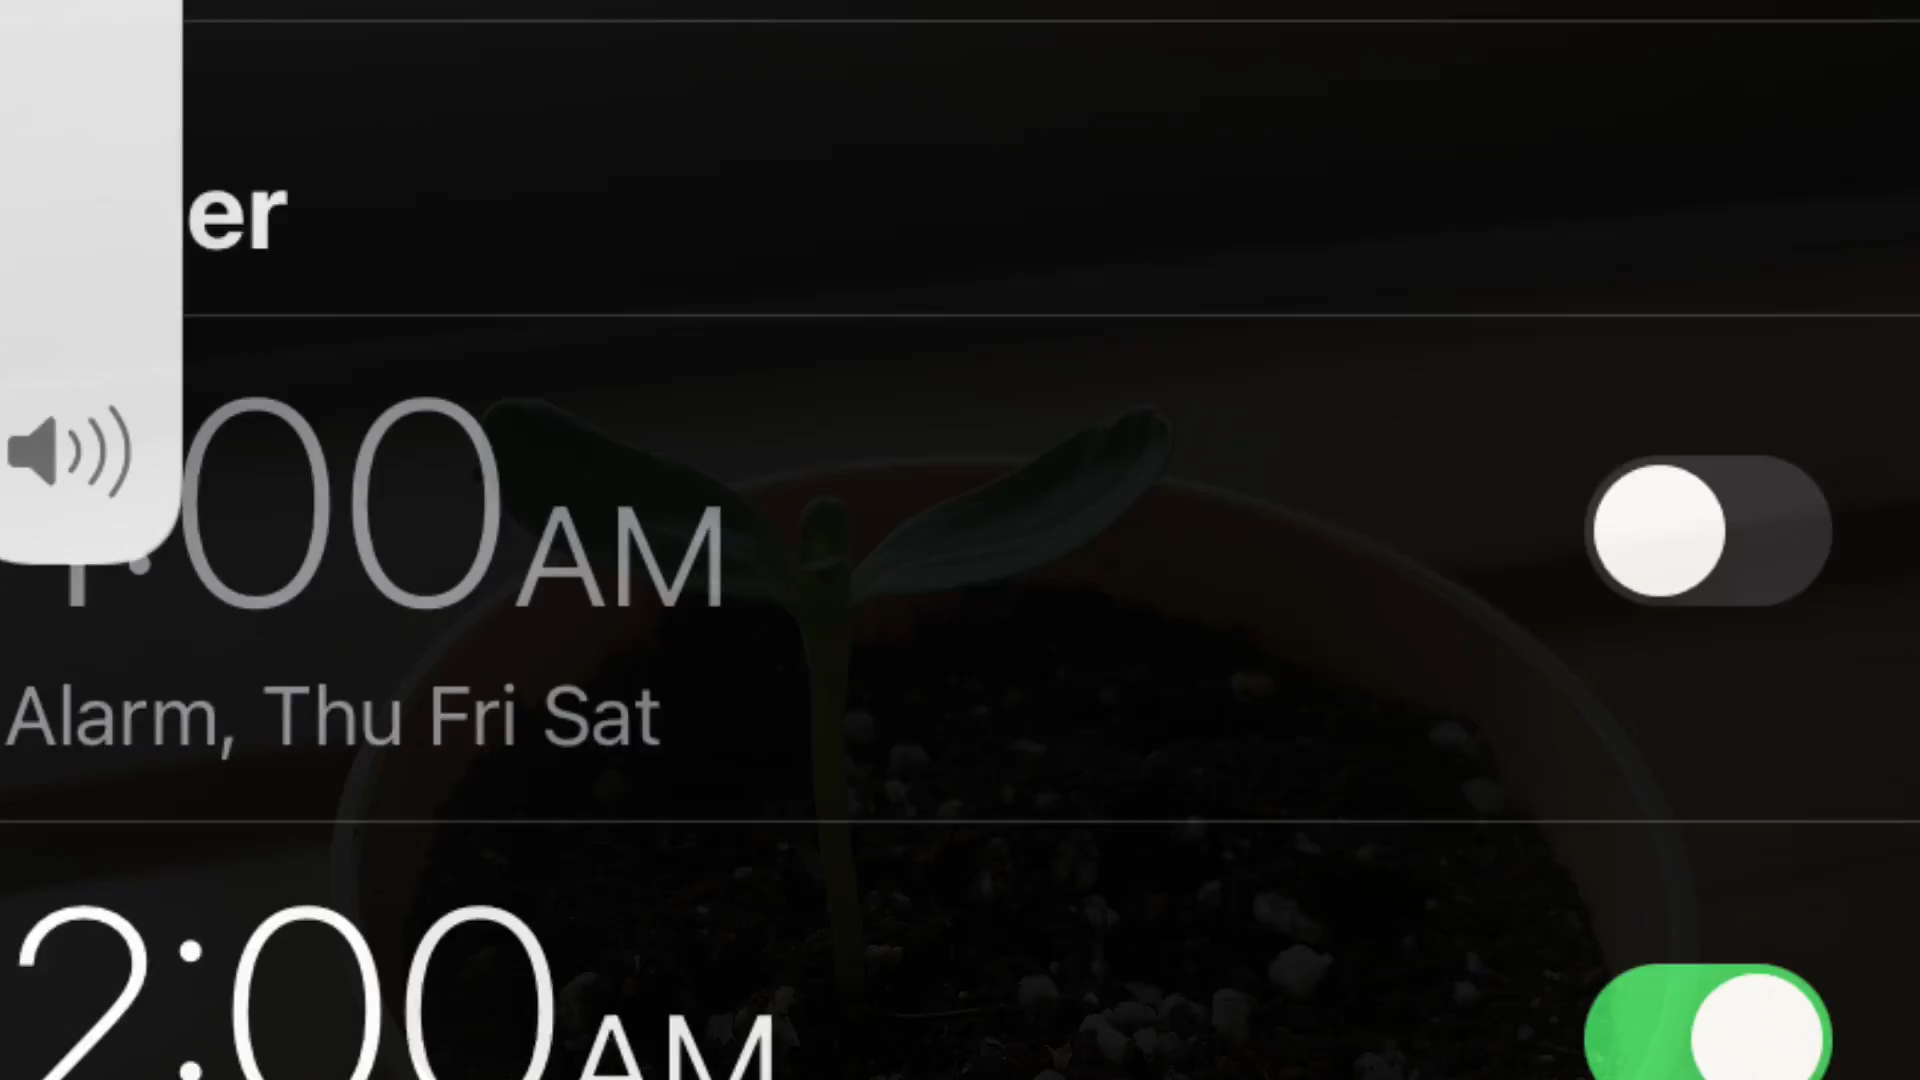 er
:00AM
Alarm, Thu Fri Sat
2:00AM